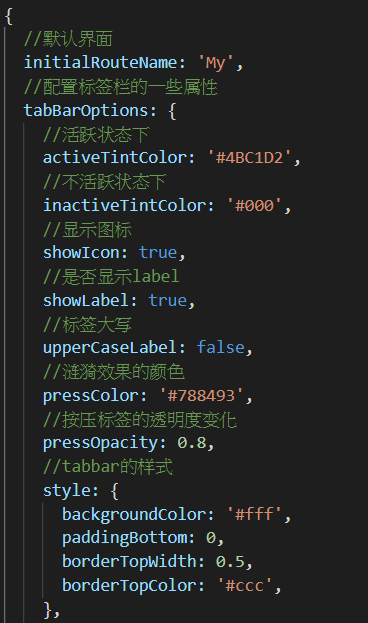 {
//默认界面
initialRouteName: 'My',
//配置标签栏的一些属性
tabBarOptions: {
//活跃状态下
activeTintColor: '#4BC1D2',
//不活跃状态下
inactiveTintColor: '#000',
//显示图标
showIcon: true,
//是否显示label
showLabel: true,
//标签大写
upperCaseLabel: false,
//涟漪效果的颜色
pressColor: '#788493',
//按压标签的透明度变化
pressOpacity: 0.8,
//tabbar的样式
style: {
backgroundColor: '#fff',
paddingBottom: 0,
borderTopWidth: 0.5,
borderTopColor: '#ccc',
},